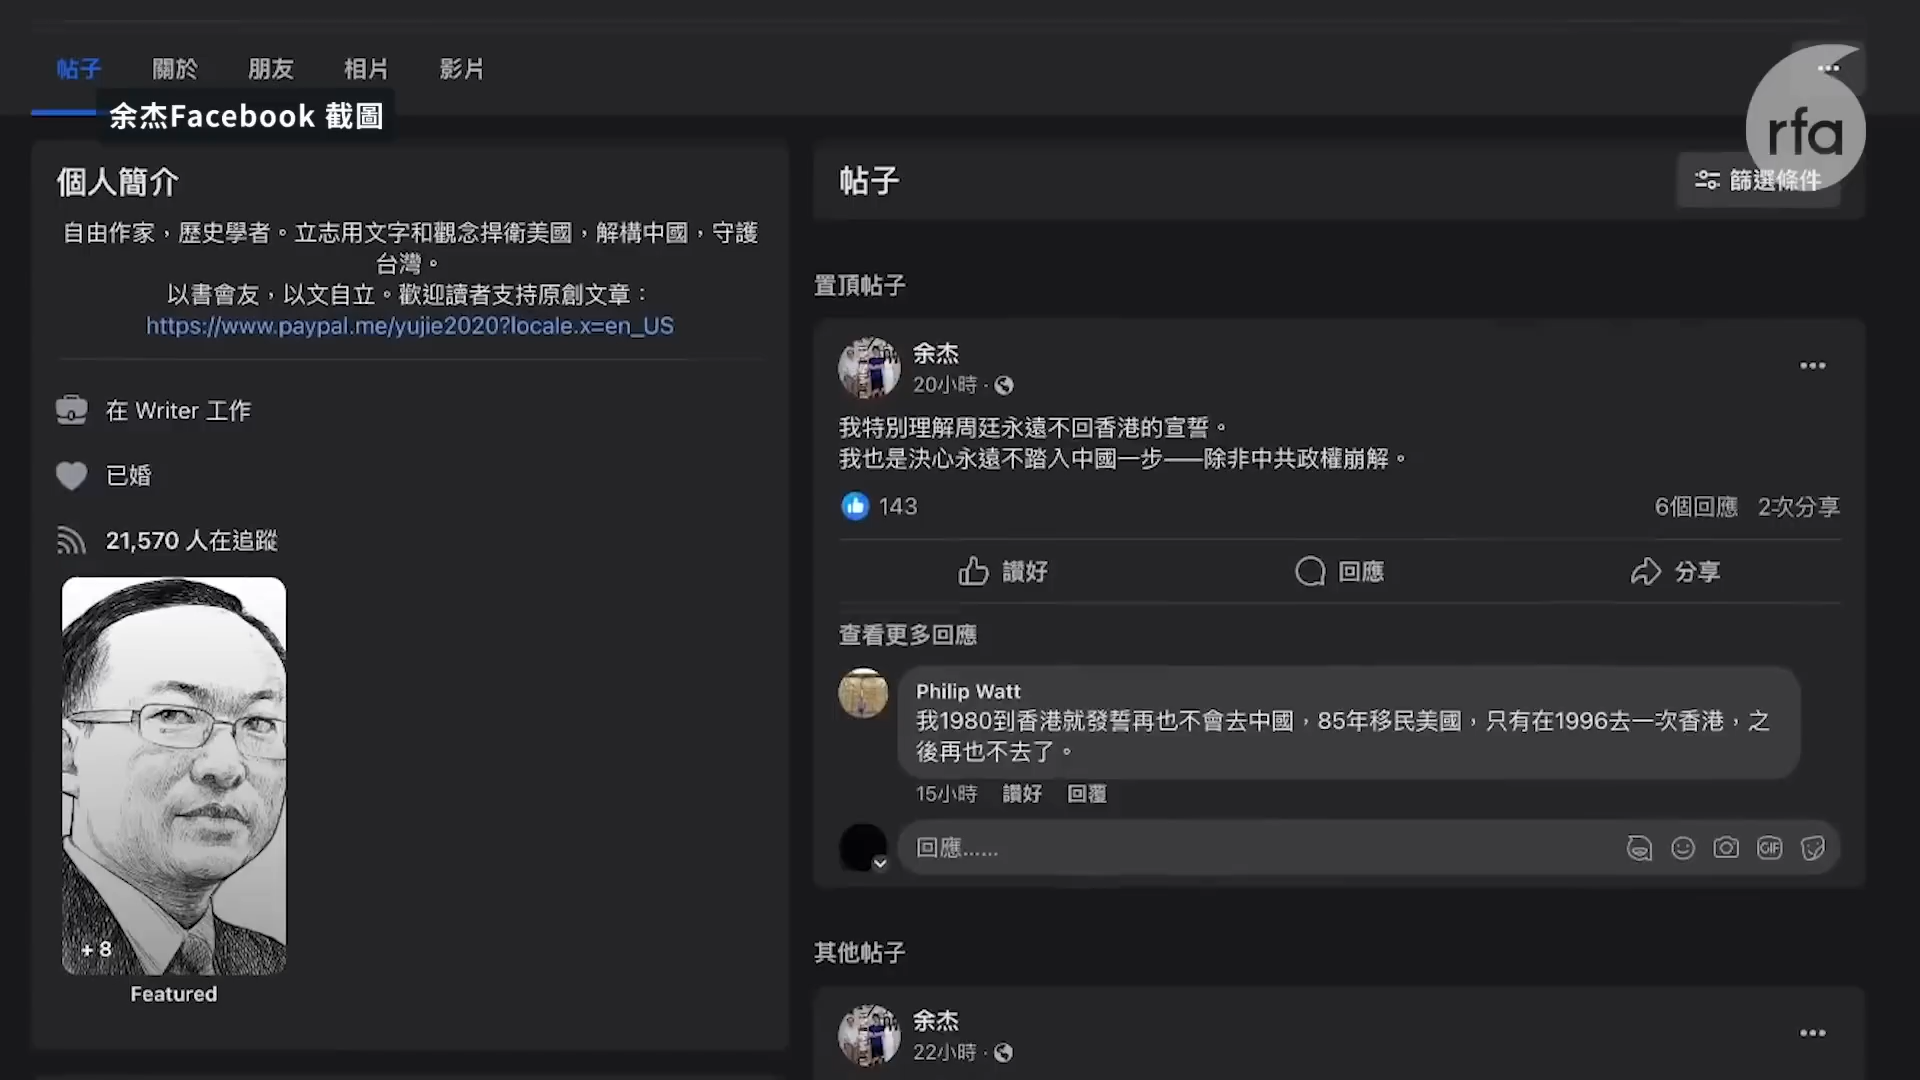 帖子
關於
朋友
相片
影片
余杰Facebook 截圖
rfa
個人簡介
自由作家，歷史學者。立志用文字和觀念捍衛美國，解構中國，守護
台灣。
以書會友，以文自立。歡迎讀者支持原創文章：
https://www.paypal.me/yujie2020?locale.x=en_US
在 Writer 工作
已婚
21,570 人在追蹤
+ 8
Featured
帖子
篩選條件
置頂帖子
余杰
20小時 ·
我特別理解周廷永遠不回香港的宣誓。
我也是決心永遠不踏入中國一步——除非中共政權崩解。
143
6個回應 2次分享
讚好
回應
分享
查看更多回應
Philip Watt
我1980到香港就發誓再也不會去中國，85年移民美國，只有在1996去一次香港，之
後再也不去了。
15小時 讚好 回覆
回應……
GIF
其他帖子
余杰
22小時 ·